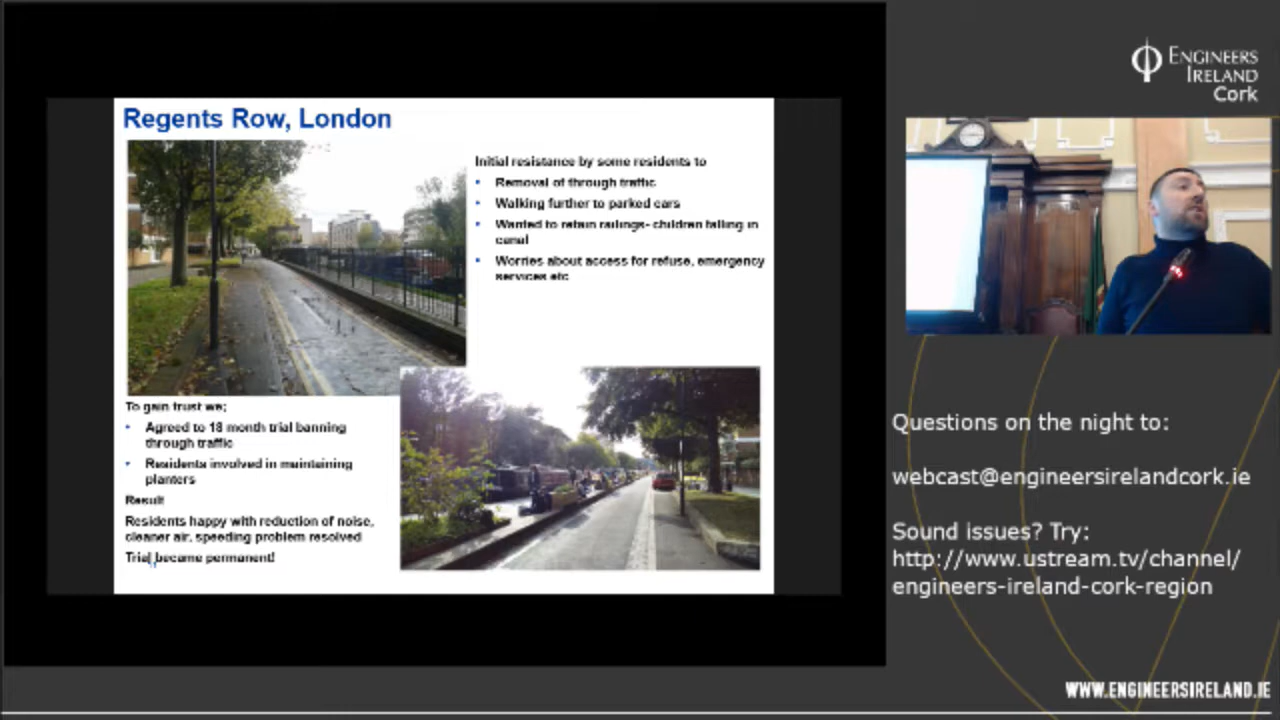 Regents Row, London
Initial resistance by some residents to
• Removal of through traffic
• Walking further to parked cars
• Wanted to retain railings- children falling in
canal
• Worries about access for refuse, emergency
services etc
To gain trust we;
• Agreed to 18 month trial banning
through traffic
• Residents involved in maintaining
planters
Result
Residents happy with reduction of noise,
cleaner air, speeding problem resolved
Trial became permanent!
ENGINEERS
IRELAND
Cork
Questions on the night to:
webcast@engineersirelandcork.ie
Sound issues? Try:
http://www.ustream.tv/channel/
engineers-ireland-cork-region
WWW.ENGINEERSIRELAND.IE